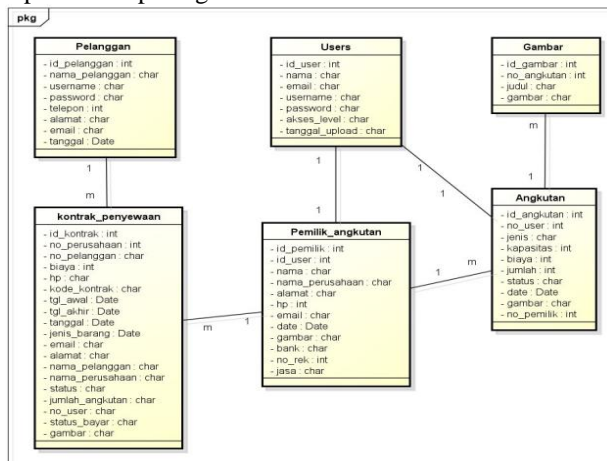 pkg
Pelanggan
- id_pelanggan : int
- nama_pelanggan : char
- username : char
- password : char
- telepon : int
- alamat : char
- email : char
- tanggal : Date
Users
- id_user : int
- nama : char
- email : char
- username : char
- password : char
- akses_level : char
- tanggal_upload : char
Gambar
- id_gambar : int
- no_angkutan : int
- judul : char
- gambar : char
1
m
1
1
1
1
m
1
kontrak_penyewaan
- id_kontrak : int
- no_perusahaan : int
- no_pelanggan : char
- biaya : int
- hp : char
- kode_kontrak : char
- tgl_awal : Date
- tgl_akhir : Date
- tanggal : Date
- jenis_barang : Date
- email : char
- alamat : char
- nama_pelanggan : char
- nama_perusahaan : char
- status : char
- jumlah_angkutan : char
- no_user : char
- status_bayar : char
- gambar : char
m
1
Pemilik_angkutan
- id_pemilik : int
- id_user : int
- nama : char
- nama_perusahaan : char
- alamat : char
- hp : int
- email : char
- date : Date
- gambar : char
- bank : char
- no_rek : int
- jasa : char
1
m
Angkutan
- id_angkutan : int
- no_user : int
- jenis : char
- kapasitas : int
- biaya : int
- jumlah : int
- status : char
- date : Date
- gambar : char
- no_pemilik : int